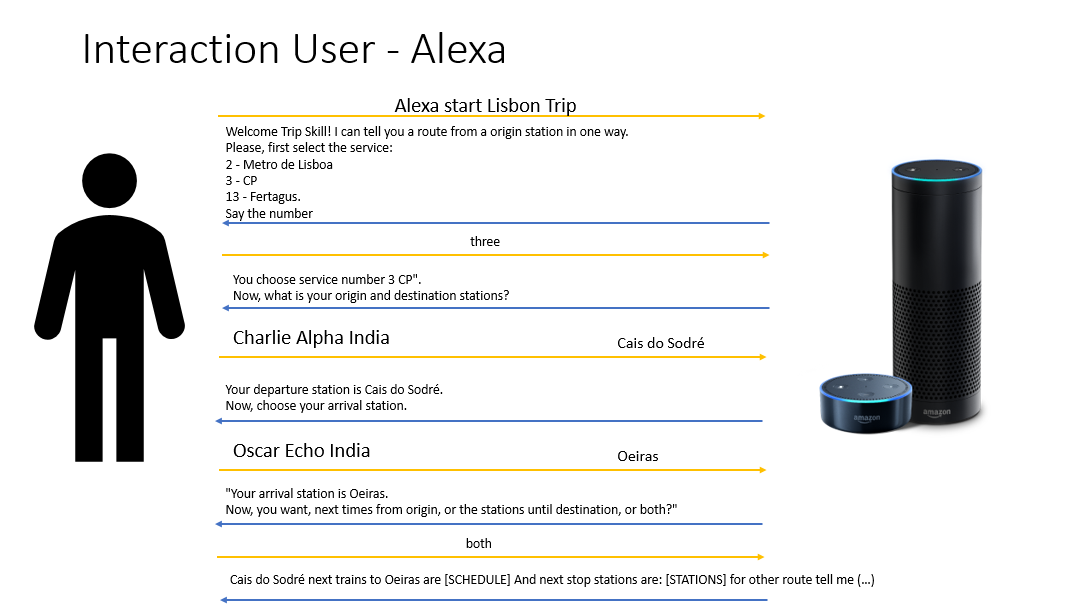 Interaction User - Alexa
Alexa start Lisbon Trip
Welcome Trip Skill! I can tell you a route from a origin station in one way.
Please, first select the service:
2 - Metro de Lisboa
3 - CP
13 - Fertagus.
Say the number
three
You choose service number 3 CP".
Now, what is your origin and destination stations?
Charlie Alpha India
Cais do Sodré
Your departure station is Cais do Sodré.
Now, choose your arrival station.
Oscar Echo India
Oeiras
"Your arrival station is Oeiras.
Now, you want, next times from origin, or the stations until destination, or both?"
both
Cais do Sodré next trains to Oeiras are [SCHEDULE] And next stop stations are: [STATIONS] for other route tell me (…)
amazon
amazon